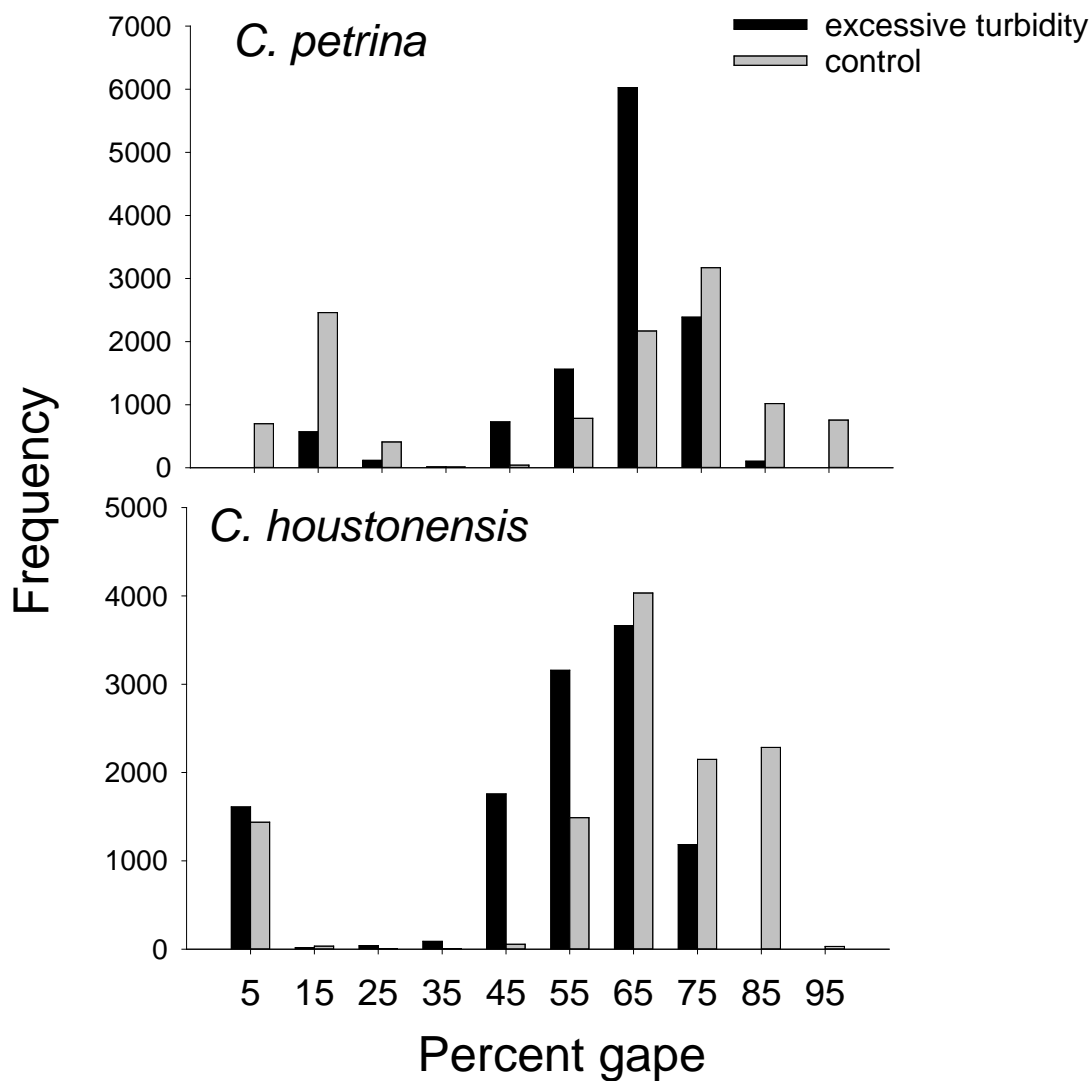 C. petrina
excessive turbidity
control
7000
6000
5000
4000
3000
2000
1000
0
Frequency
C. houstonensis
5000
4000
3000
2000
1000
0
5 15 25 35 45 55 65 75 85 95
Percent gape